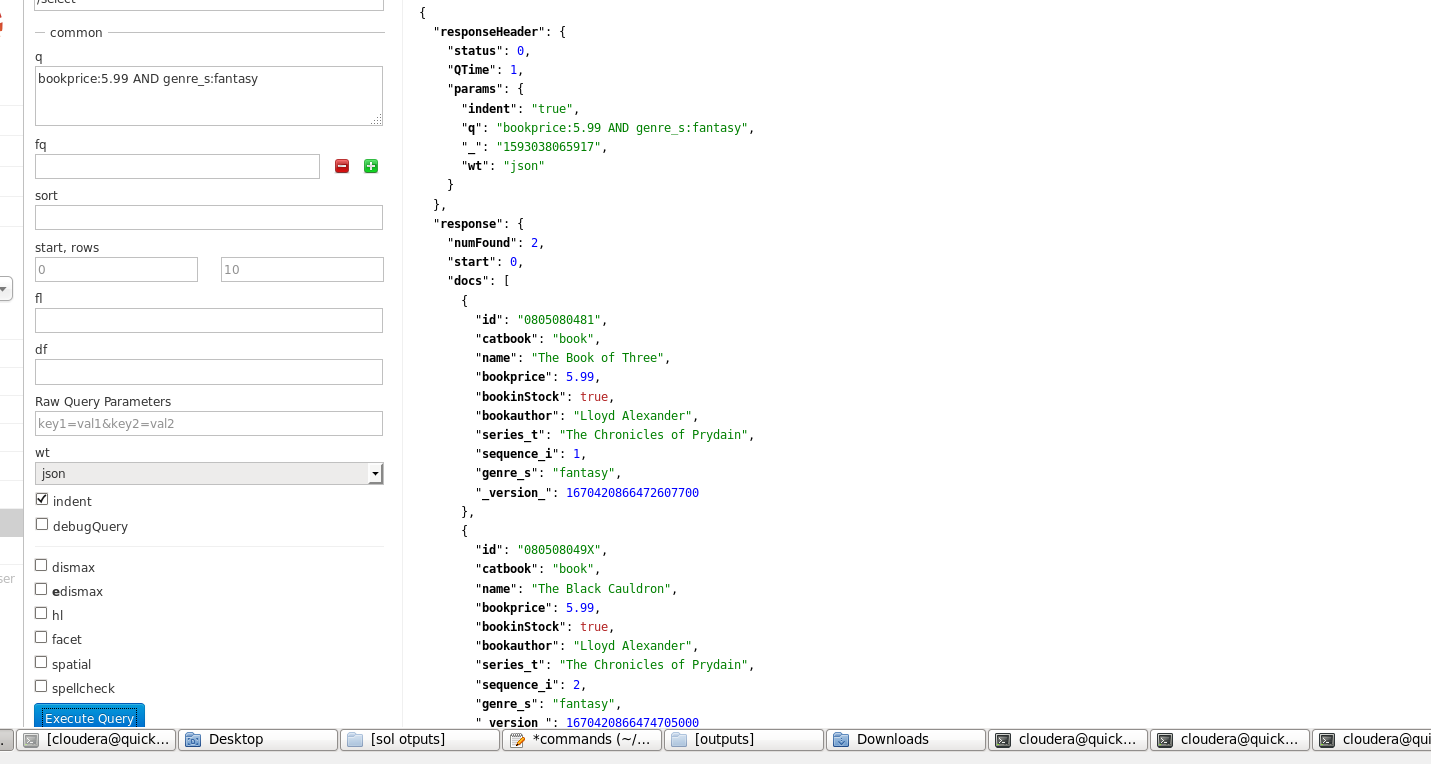 /select
common
q
bookprice:5.99 AND genre_s:fantasy
fq
sort
start, rows
0
10
fl
df
Raw Query Parameters
key1=val1&key2=val2
wt
json
indent
debugQuery
dismax
edismax
hl
facet
spatial
spellcheck
Execute Query
ser
{
"responseHeader": {
"status": 0,
"QTime": 1,
"params": {
"indent": "true",
"q": "bookprice:5.99 AND genre_s:fantasy",
"_": "1593038065917",
"wt": "json"
}
},
"response": {
"numFound": 2,
"start": 0,
"docs": [
{
"id": "0805080481",
"catbook": "book",
"name": "The Book of Three",
"bookprice": 5.99,
"bookinStock": true,
"bookauthor": "Lloyd Alexander",
"series_t": "The Chronicles of Prydain",
"sequence_i": 1,
"genre_s": "fantasy",
"_version_": 1670420866472607700
},
{
"id": "080508049X",
"catbook": "book",
"name": "The Black Cauldron",
"bookprice": 5.99,
"bookinStock": true,
"bookauthor": "Lloyd Alexander",
"series_t": "The Chronicles of Prydain",
"sequence_i": 2,
"genre_s": "fantasy",
"_version_": 1670420866474705000
[cloudera@quick...
Desktop
[sol otputs]
*commands (~/...
[outputs]
Downloads
cloudera@quick...
cloudera@quick...
cloudera@qui